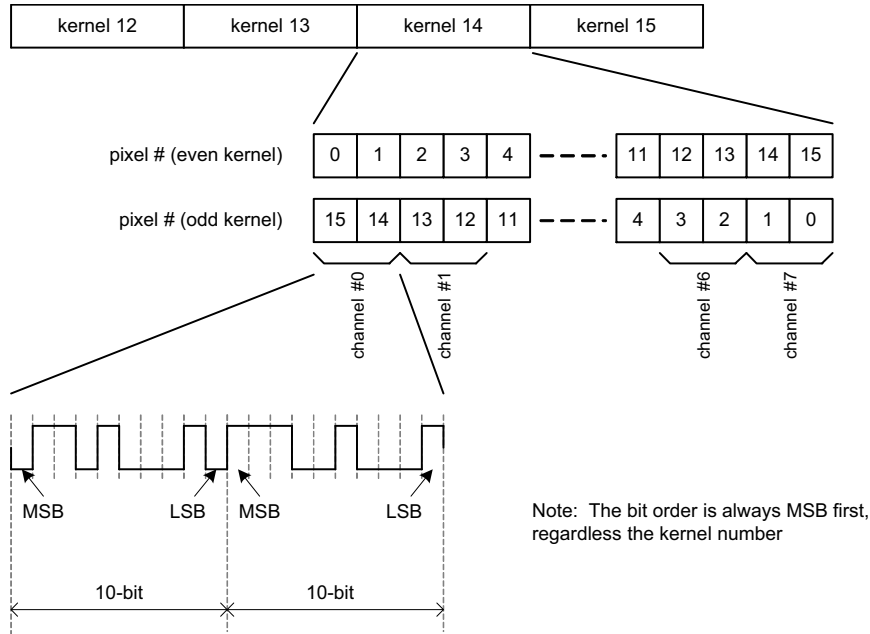 kernel 12 kernel 13 kernel 14 kernel 15
pixel # (even kernel) 0 1 2 3 4 11 12 13 14 15
pixel # (odd kernel) 15 14 13 12 11 4 3 2 1 0
channel #0
channel #1
channel #6
channel #7
MSB LSB MSB LSB
Note: The bit order is always MSB first,
regardless the kernel number
10-bit 10-bit